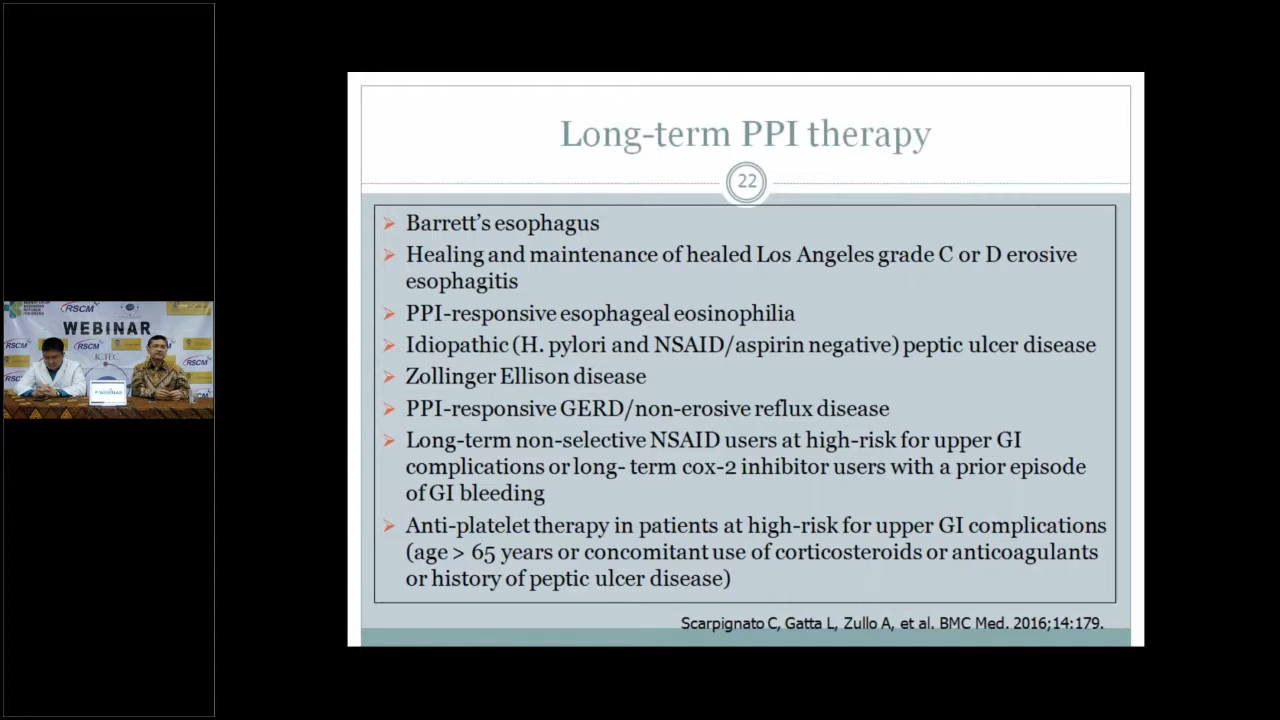 Long-term PPI therapy
22
Barrett's esophagus
Healing and maintenance of healed Los Angeles grade C or D erosive
esophagitis
PPI-responsive esophageal eosinophilia
Idiopathic (H. pylori and NSAID/aspirin negative) peptic ulcer disease
Zollinger Ellison disease
PPI-responsive GERD/non-erosive reflux disease
Long-term non-selective NSAID users at high-risk for upper GI
complications or long- term cox-2 inhibitor users with a prior episode
of GI bleeding
Anti-platelet therapy in patients at high-risk for upper GI complications
(age > 65 years or concomitant use of corticosteroids or anticoagulants
or history of peptic ulcer disease)
Scarpignato C, Gatta L, Zullo A, et al. BMC Med. 2016;14:179.
RSCM
WEBINAR
RSCM
RSCM
ICTEC
RSCM
WEBINAR